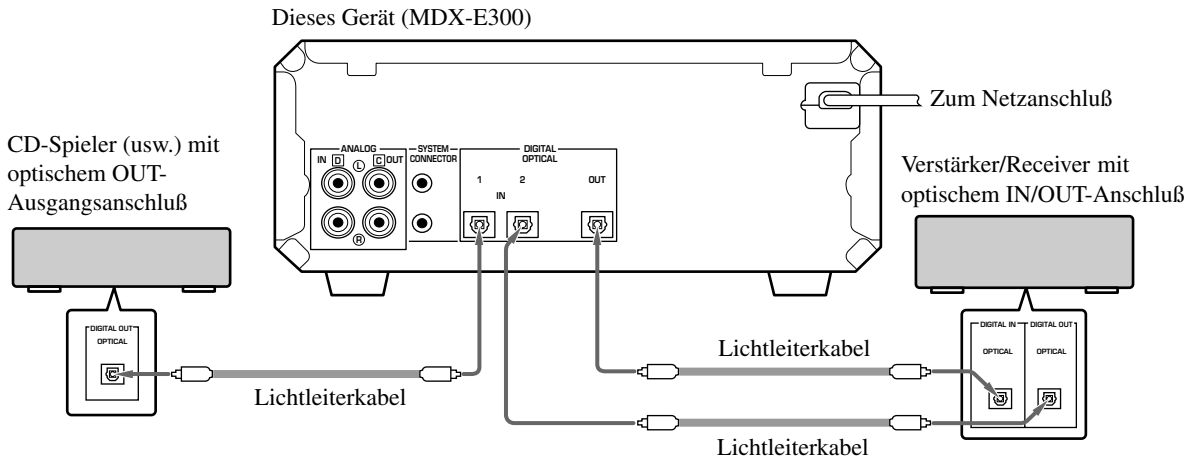 Dieses Gerät (MDX-E300)
Zum Netzanschluß
CD-Spieler (usw.) mit
optischem OUT-
Ausgangsanschluß
ANALOG
IN D C OUT
L
R
SYSTEM
CONNECTOR
DIGITAL
OPTICAL
1 2 OUT
IN
Verstärker/Receiver mit
optischem IN/OUT-Anschluß
DIGITAL OUT
OPTICAL
Lichtleiterkabel
Lichtleiterkabel
Lichtleiterkabel
DIGITAL IN DIGITAL OUT
OPTICAL OPTICAL